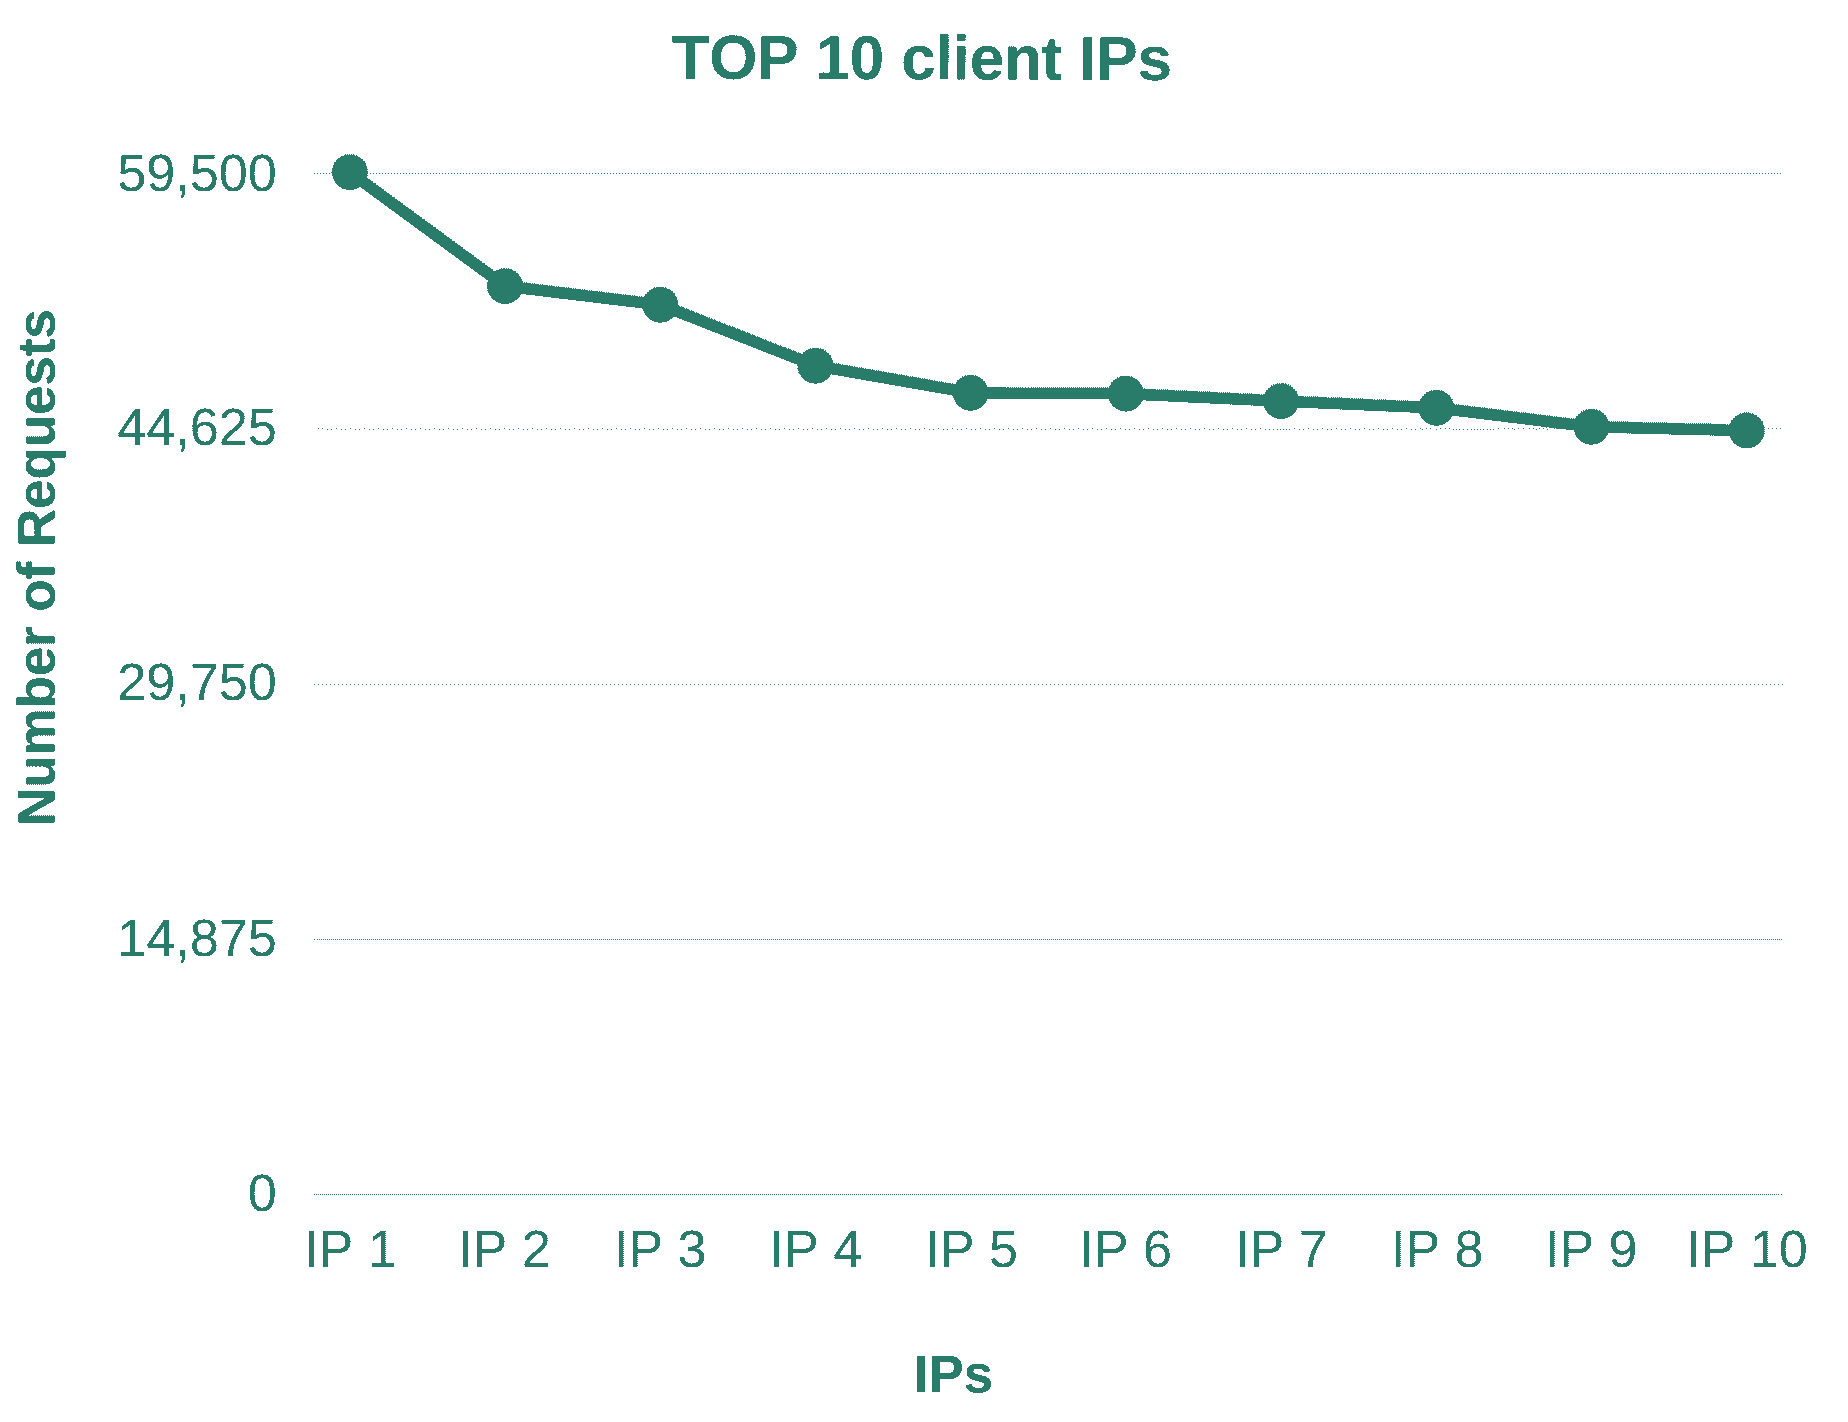 TOP 10 client IPs
Number of Requests
59,500
44,625
29,750
14,875
0
IP 1 IP 2 IP 3 IP 4 IP 5 IP 6 IP 7 IP 8 IP 9 IP 10
IPs